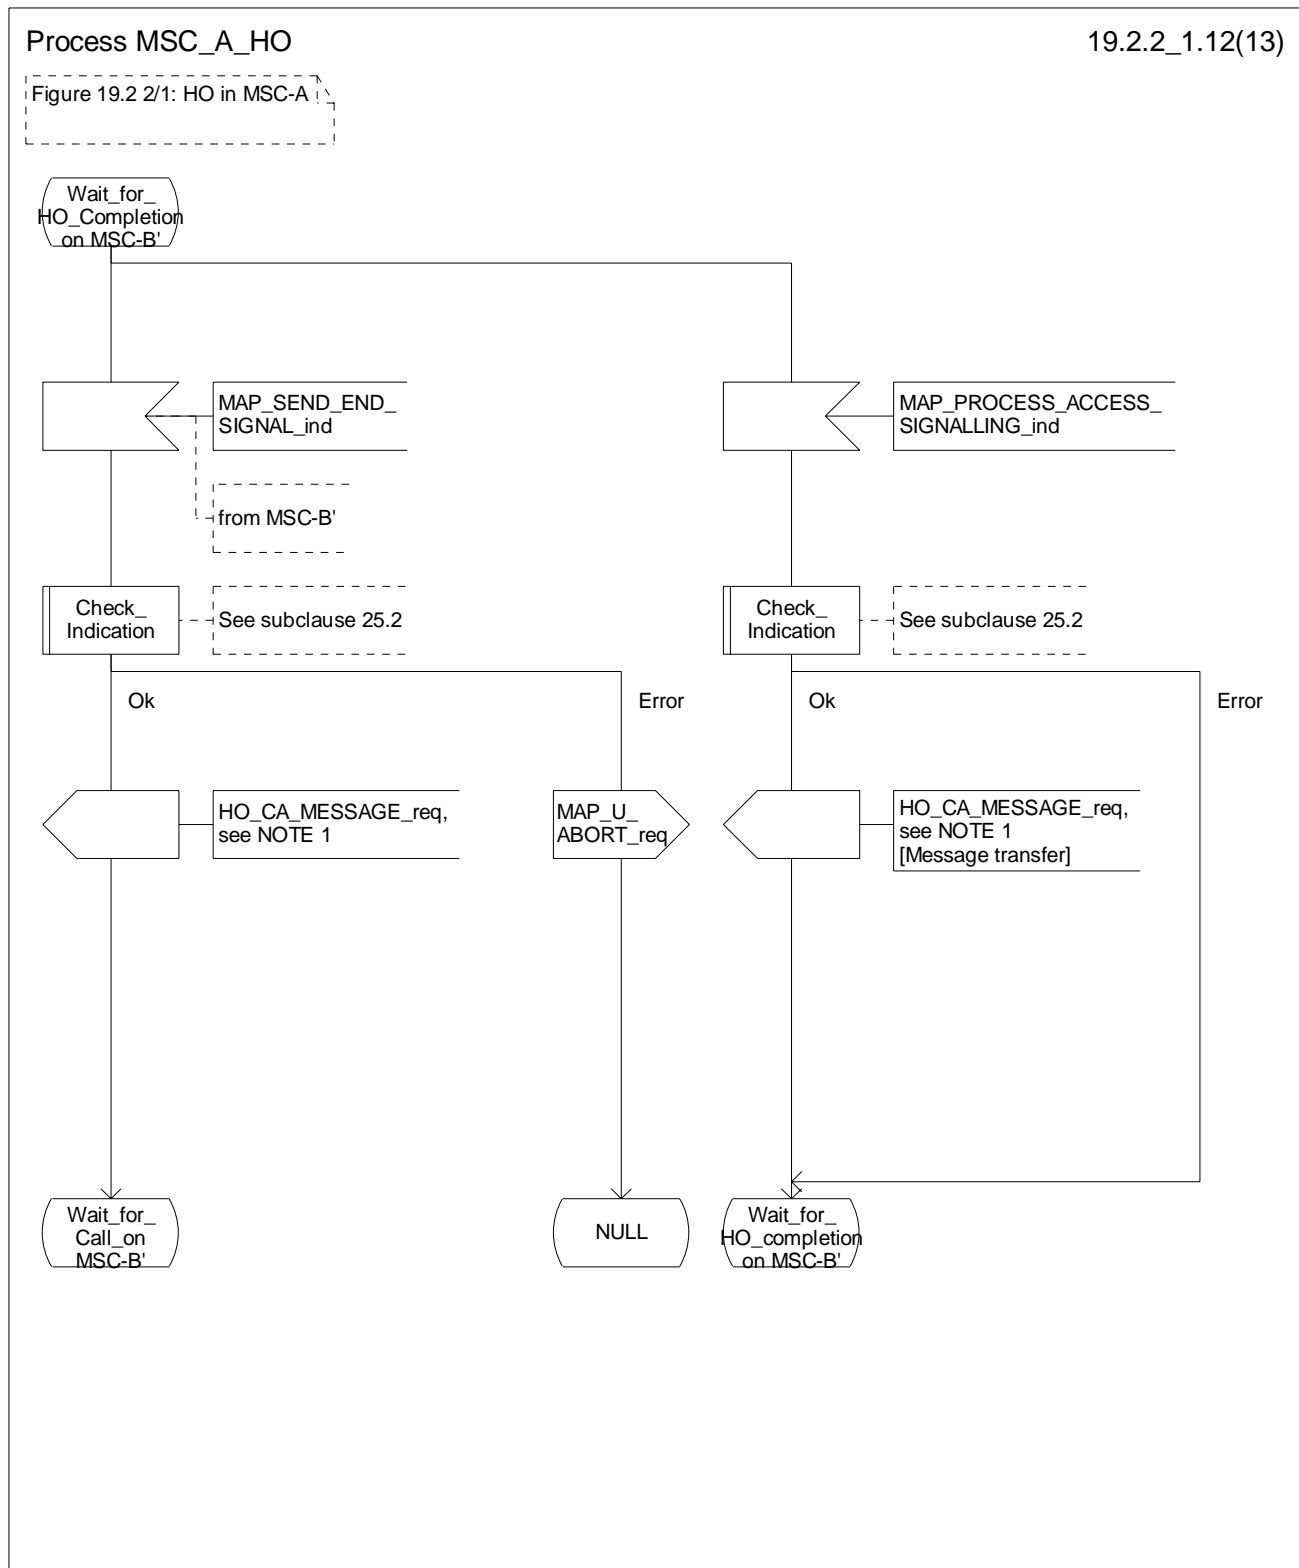 Process MSC_A_HO
19.2.2_1.12(13)
Figure 19.2 2/1: HO in MSC-A
Wait_for_
HO_Completion
on MSC-B'
MAP_SEND_END_
SIGNAL_ind
MAP_PROCESS_ACCESS_
SIGNALLING_ind
from MSC-B'
Check_
Indication
See subclause 25.2
Check_
Indication
See subclause 25.2
Ok
Error
Ok
Error
HO_CA_MESSAGE_req,
see NOTE 1
MAP_U_
ABORT_req
HO_CA_MESSAGE_req,
see NOTE 1
[Message transfer]
Wait_for_
Call_on
MSC-B'
NULL
Wait_for_
HO_completion
on MSC-B'